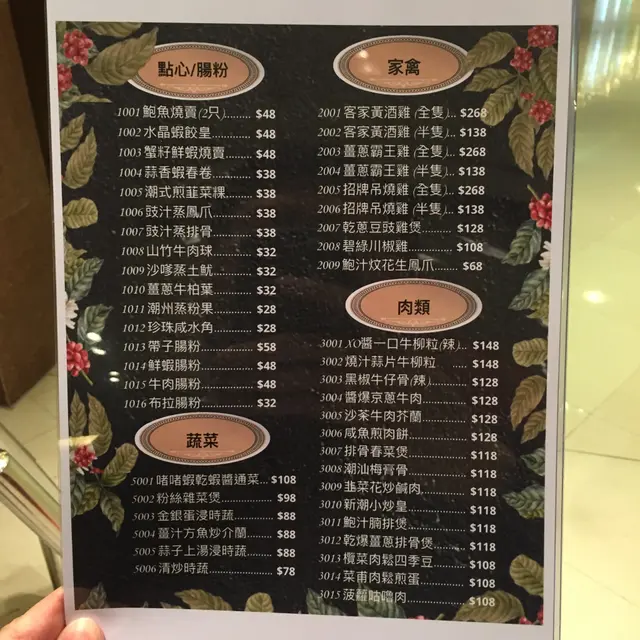 點心/腸粉
1001 鮑魚燒賣(2只)......... $48
1002 水晶蝦餃皇............. $48
1003 蟹籽鮮蝦燒賣.......... $48
1004 蒜香蝦春卷............. $38
1005 潮式煎韮菜粿.......... $38
1006 豉汁蒸鳳爪............. $38
1007 豉汁蒸排骨............. $38
1008 山竹牛肉球............. $32
1009 沙嗲蒸土魷............. $32
1010 薑蔥牛柏葉............. $32
1011 潮州蒸粉果............. $28
1012 珍珠咸水角............. $28
1013 帶子腸粉................ $58
1014 鮮蝦腸粉................ $48
1015 牛肉腸粉................ $48
1016 布拉腸粉................ $32
蔬菜
5001 啫啫蝦乾蝦醬通菜... $108
5002 粉絲雜菜煲............. $98
5003 金銀蛋浸時蔬.......... $88
5004 薑汁方魚炒介蘭....... $88
5005 蒜子上湯浸時蔬....... $88
5006 清炒時蔬................ $78
家禽
2001 客家黃酒雞 (全隻)... $268
2002 客家黃酒雞 (半隻)... $138
2003 薑蔥霸王雞 (全隻)... $268
2004 薑蔥霸王雞 (半隻)... $138
2005 招牌吊燒雞 (全隻)... $268
2006 招牌吊燒雞 (半隻)... $138
2007 乾蔥豆豉雞煲.......... $128
2008 碧綠川椒雞............. $108
2009 鮑汁炆花生鳳爪....... $68
肉類
3001 XO醬一口牛柳粒(辣)... $148
3002 燒汁蒜片牛柳粒 ...... $148
3003 黑椒牛仔骨(辣)......... $128
3004 醬爆京蔥牛肉.......... $128
3005 沙茶牛肉芥蘭.......... $128
3006 咸魚煎肉餅............. $128
3007 排骨春菜煲............. $118
3008 潮汕梅膏骨............. $118
3009 韭菜花炒鹹肉.......... $118
3010 新潮小炒皇............. $118
3011 鮑汁腩排煲............. $118
3012 乾爆薑蔥排骨煲....... $118
3013 欖菜肉鬆四季豆....... $108
3014 菜甫肉鬆煎蛋.......... $108
3015 菠蘿咕嚕肉............. $108